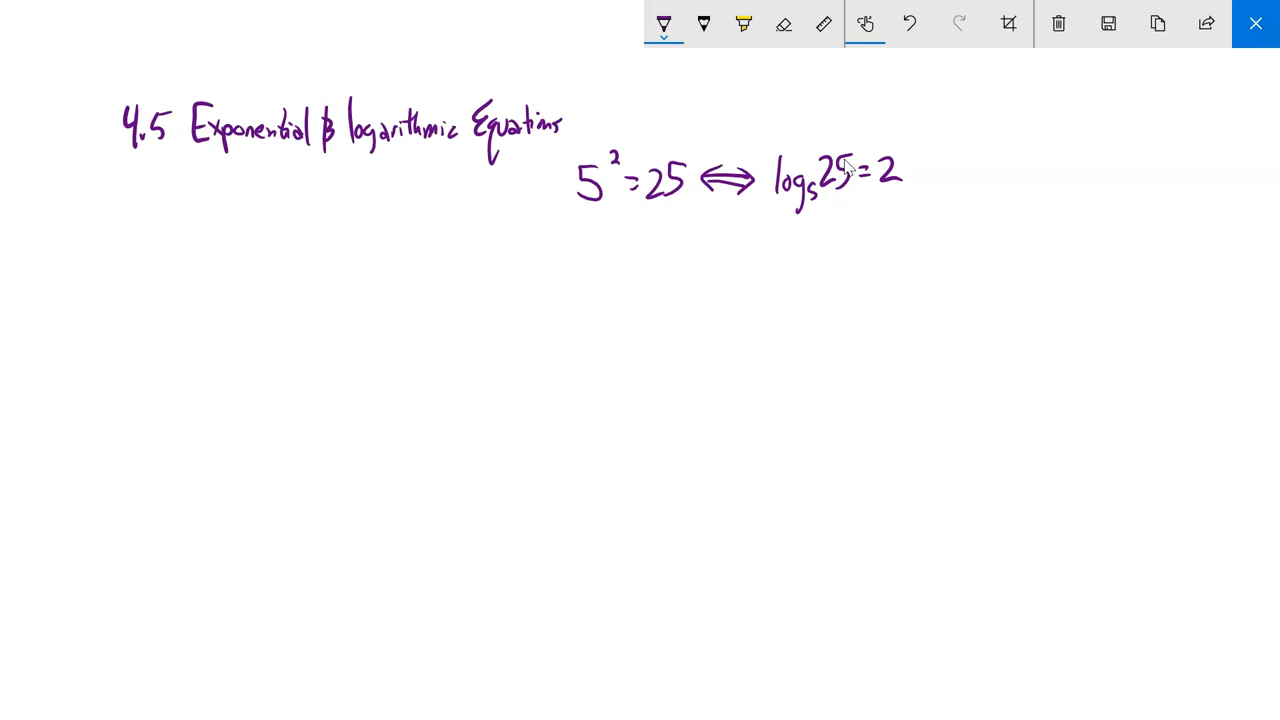 4.5 Exponential & logarithmic Equations
5² = 25 ⟺ log₅25 = 2